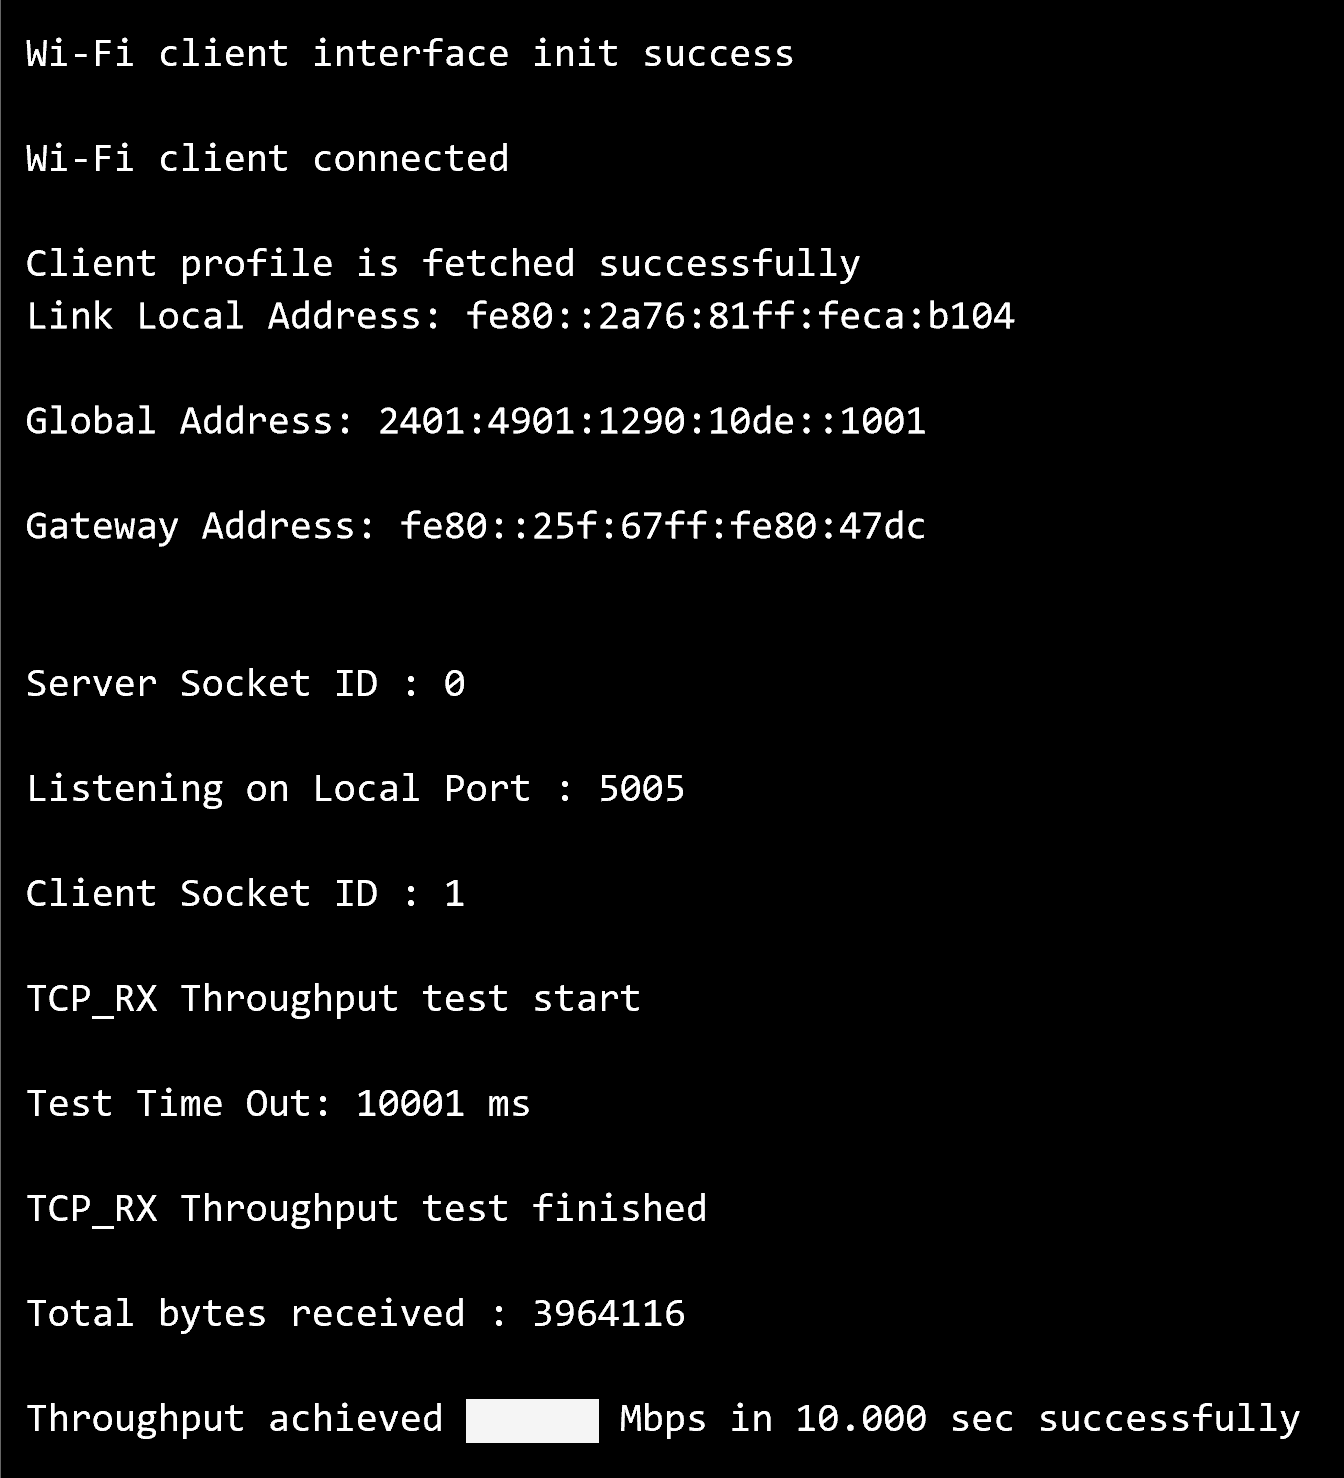 Wi-Fi client interface init success
Wi-Fi client connected
Client profile is fetched successfully
Link Local Address: fe80::2a76:81ff:feca:b104
Global Address: 2401:4901:1290:10de::1001
Gateway Address: fe80::25f:67ff:fe80:47dc
Server Socket ID : 0
Listening on Local Port : 5005
Client Socket ID : 1
TCP_RX Throughput test start
Test Time Out: 10001 ms
TCP_RX Throughput test finished
Total bytes received : 3964116
Throughput achieved Mbps in 10.000 sec successfully